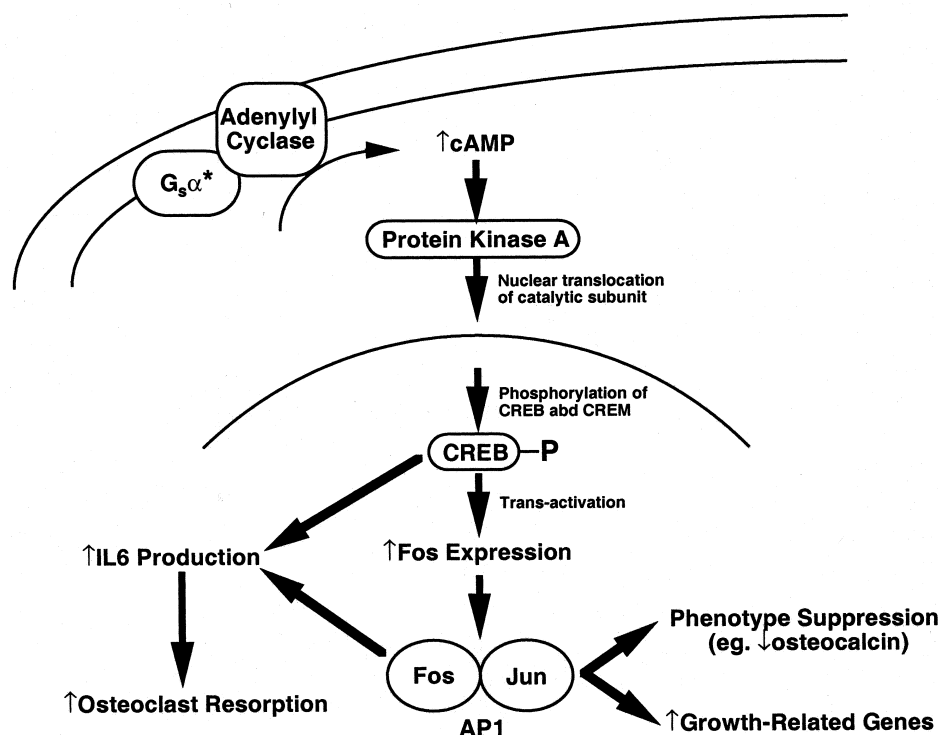 Adenylyl
Cyclase
Gsα*
↑cAMP
Protein Kinase A
Nuclear translocation
of catalytic subunit
Phosphorylation of
CREB abd CREM
CREB
P
Trans-activation
↑IL6 Production
↑Fos Expression
Phenotype Suppression
(eg. ↓osteocalcin)
Fos
Jun
↑Osteoclast Resorption
↑Growth-Related Genes
AP1